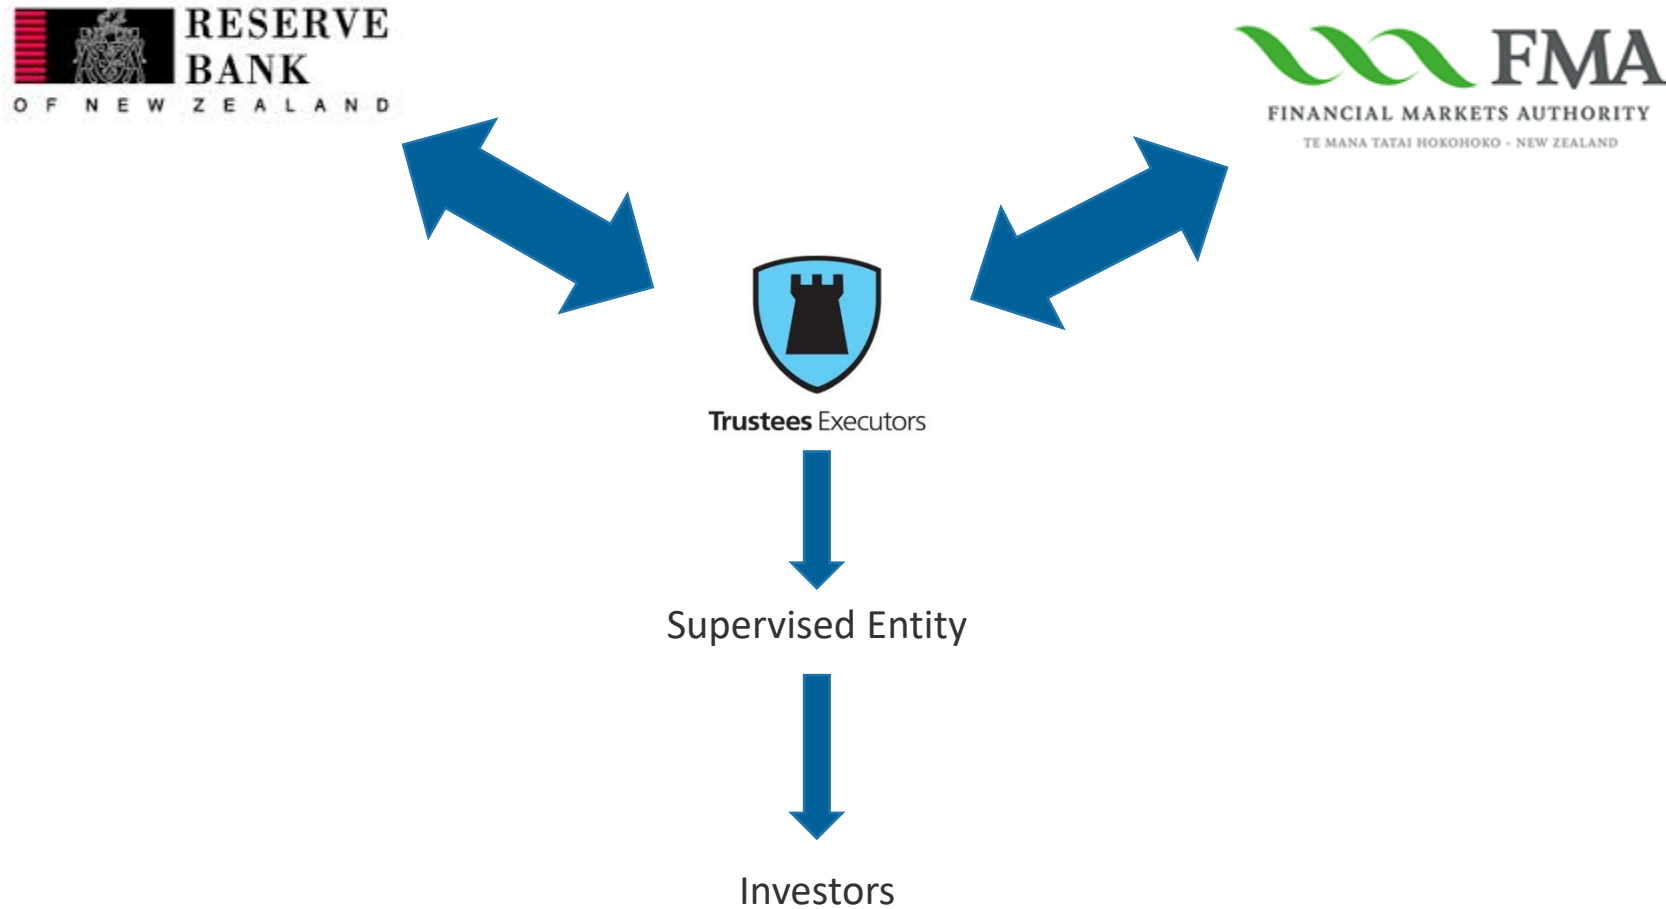 RESERVE
BANK
OF NEW ZEALAND
FMA
FINANCIAL MARKETS AUTHORITY
TE MANA TATAI HOKOHOKO - NEW ZEALAND
Trustees Executors
Supervised Entity
Investors